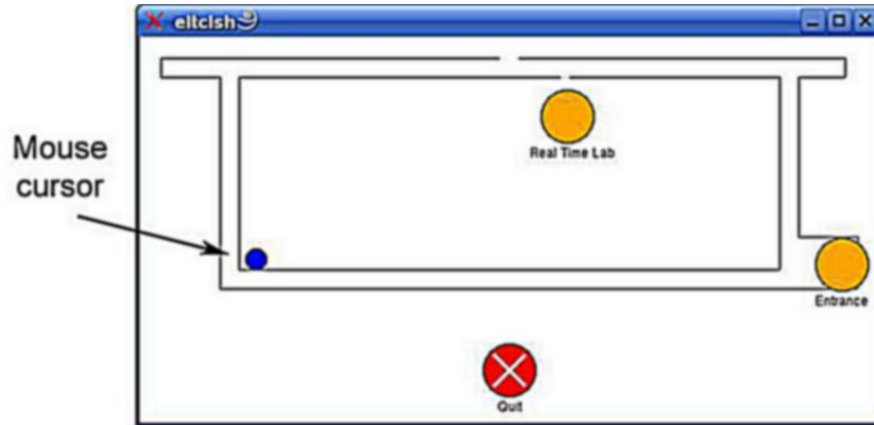 eltclsh
Real Time Lab
Mouse
cursor
Entrance
Quit